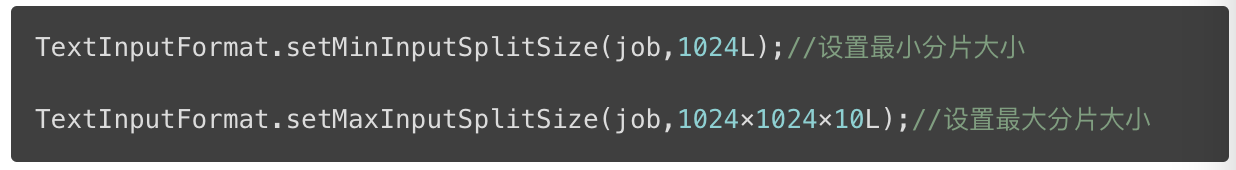 TextInputFormat.setMinInputSplitSize(job,1024L);//设置最小分片大小
TextInputFormat.setMaxInputSplitSize(job,1024×1024×10L);//设置最大分片大小